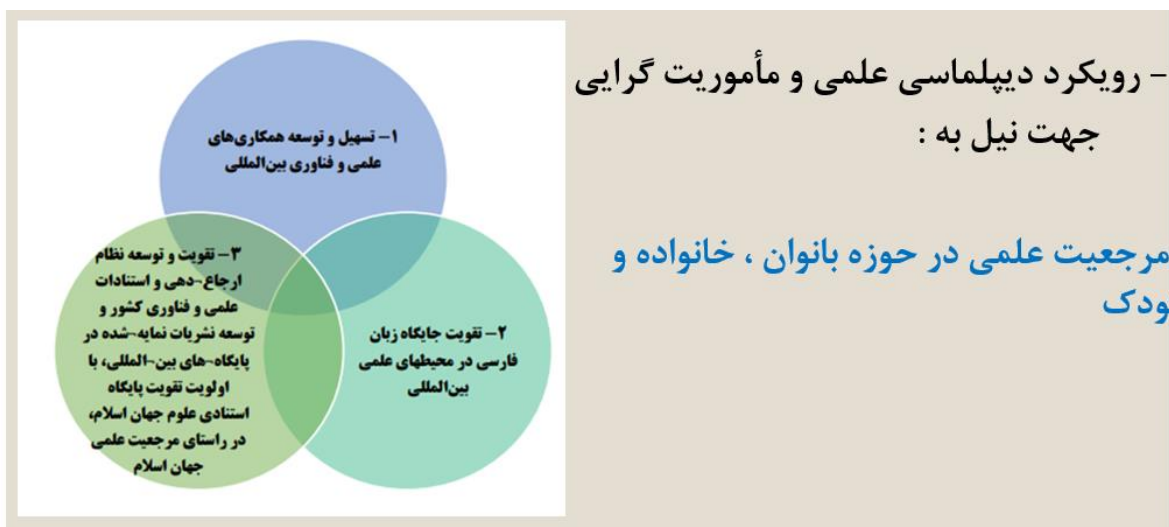 - رویکرد دیپلماسی علمی و مأموریت گرایی
جهت نیل به :
مرجعیت علمی در حوزه بانوان ، خانواده و
ودک
۱- تسهیل و توسعه همکاری‌های
علمی و فناوری بین‌المللی
۲- تقویت جایگاه زبان
فارسی در محیطهای علمی
بین‌المللی
۳- تقویت و توسعه نظام
ارجاع-دهی و استنادات
علمی و فناوری کشور و
توسعه نشریات نمایه-شده در
پایگاه-های بین-المللی، با
اولویت تقویت پایگاه
استنادی علوم جهان اسلام،
در راستای مرجعیت علمی
جهان اسلام